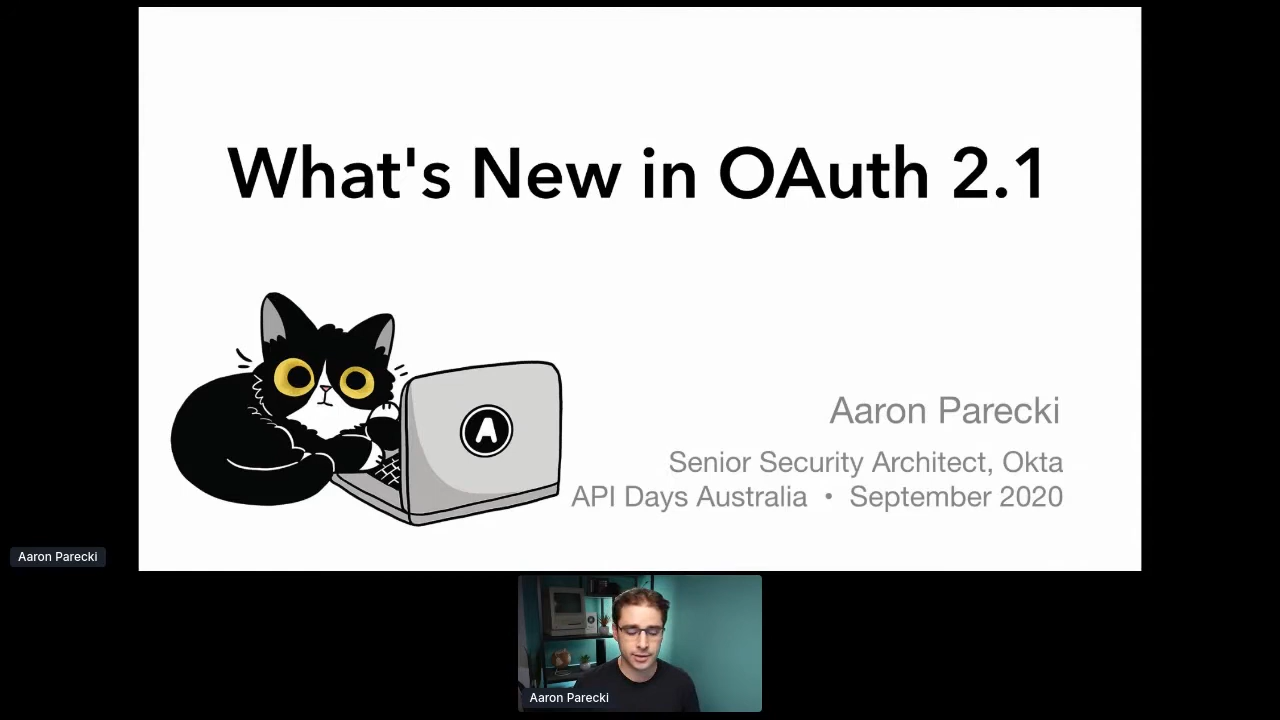 What's New in OAuth 2.1
A
Aaron Parecki
Senior Security Architect, Okta
API Days Australia • September 2020
Aaron Parecki
Aaron Parecki